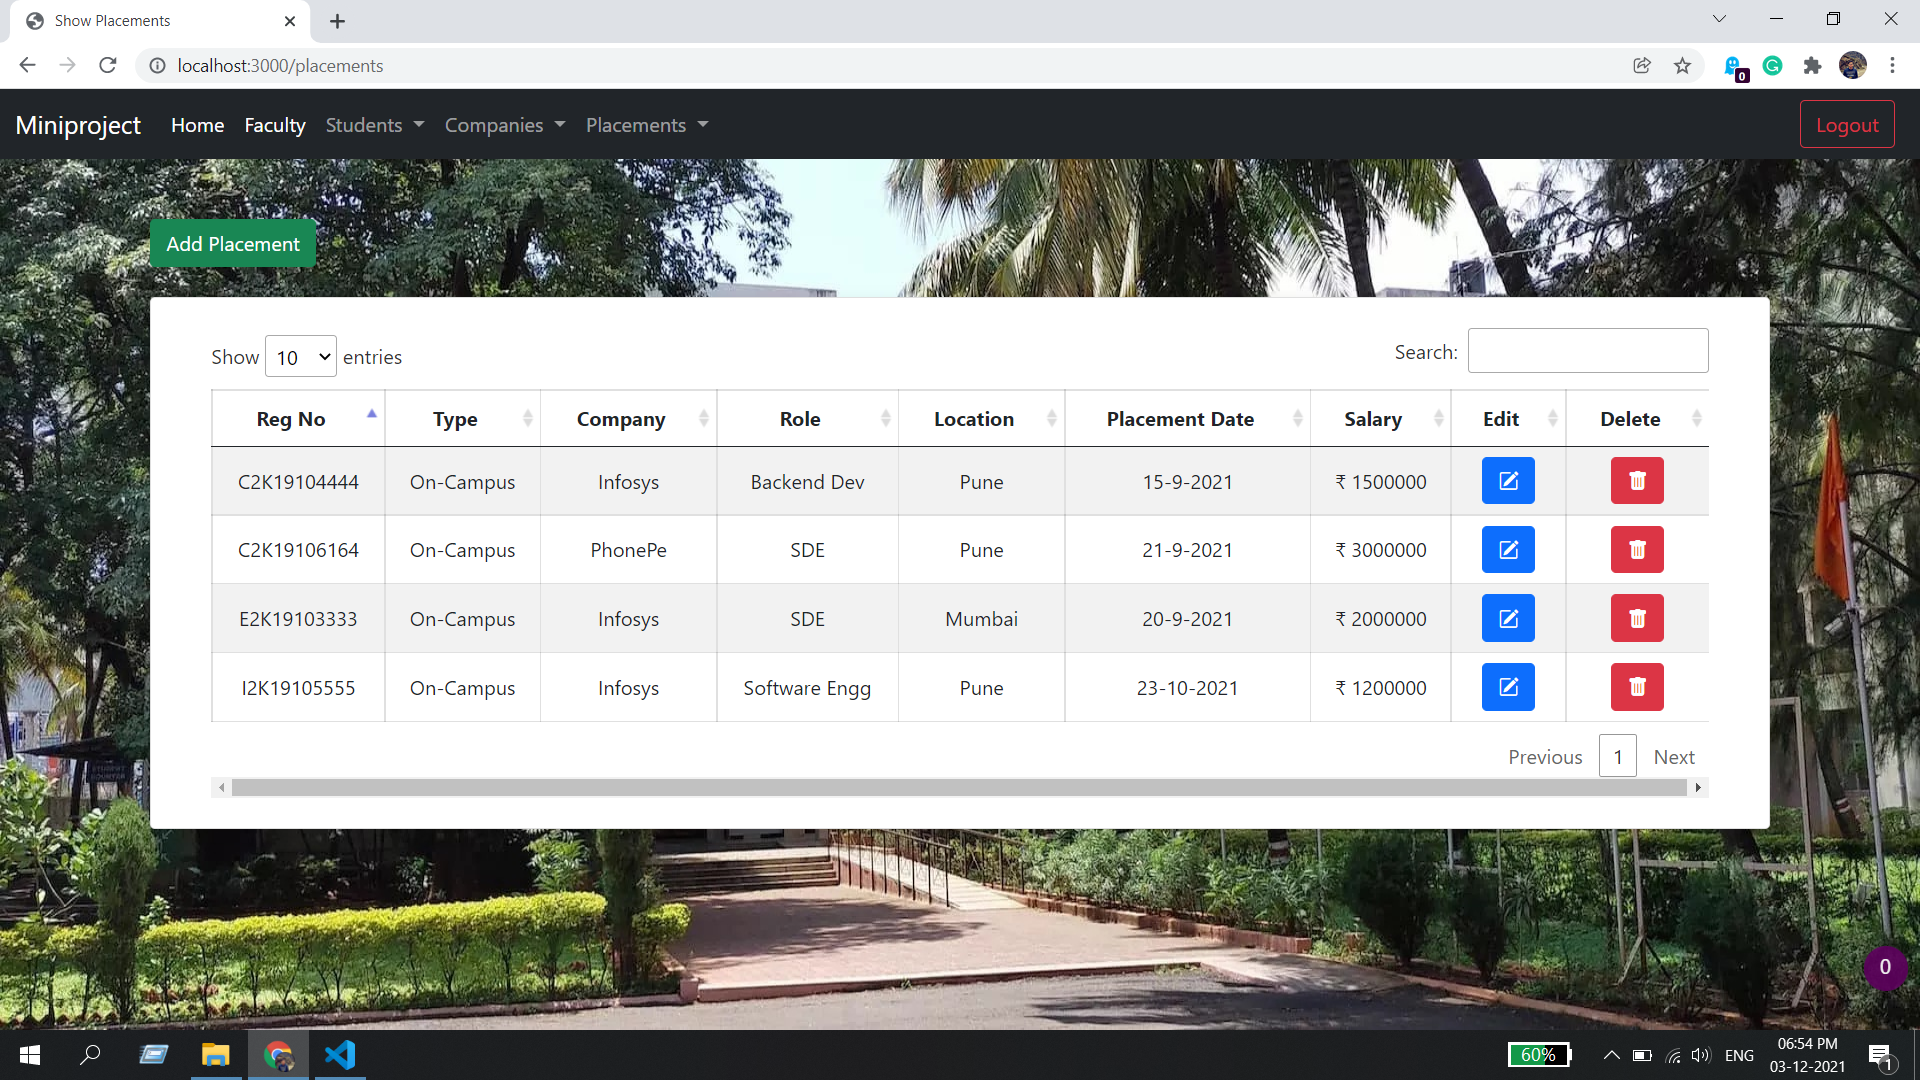 Show Placements
localhost:3000/placements
0
Miniproject Home Faculty Students Companies Placements Logout
Add Placement
Show 10 entries Search:
Reg No Type Company Role Location Placement Date Salary Edit Delete
C2K19104444 On-Campus Infosys Backend Dev Pune 15-9-2021 ₹ 1500000
C2K19106164 On-Campus PhonePe SDE Pune 21-9-2021 ₹ 3000000
E2K19103333 On-Campus Infosys SDE Mumbai 20-9-2021 ₹ 2000000
I2K19105555 On-Campus Infosys Software Engg Pune 23-10-2021 ₹ 1200000
Previous 1 Next
STUDENT
COUNTER
0
60% ENG 06:54 PM
03-12-2021 1